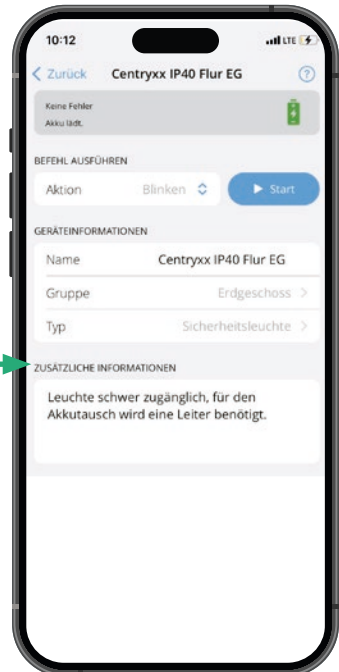 10:12
LTE
Zurück Centryxx IP40 Flur EG ?
Keine Fehler
Akku lädt.
BEFEHL AUSFÜHREN
Aktion Blinken Start
GERÄTEINFORMATIONEN
Name Centryxx IP40 Flur EG
Gruppe Erdgeschoss
Typ Sicherheitsleuchte
ZUSÄTZLICHE INFORMATIONEN
Leuchte schwer zugänglich, für den
Akkutausch wird eine Leiter benötigt.